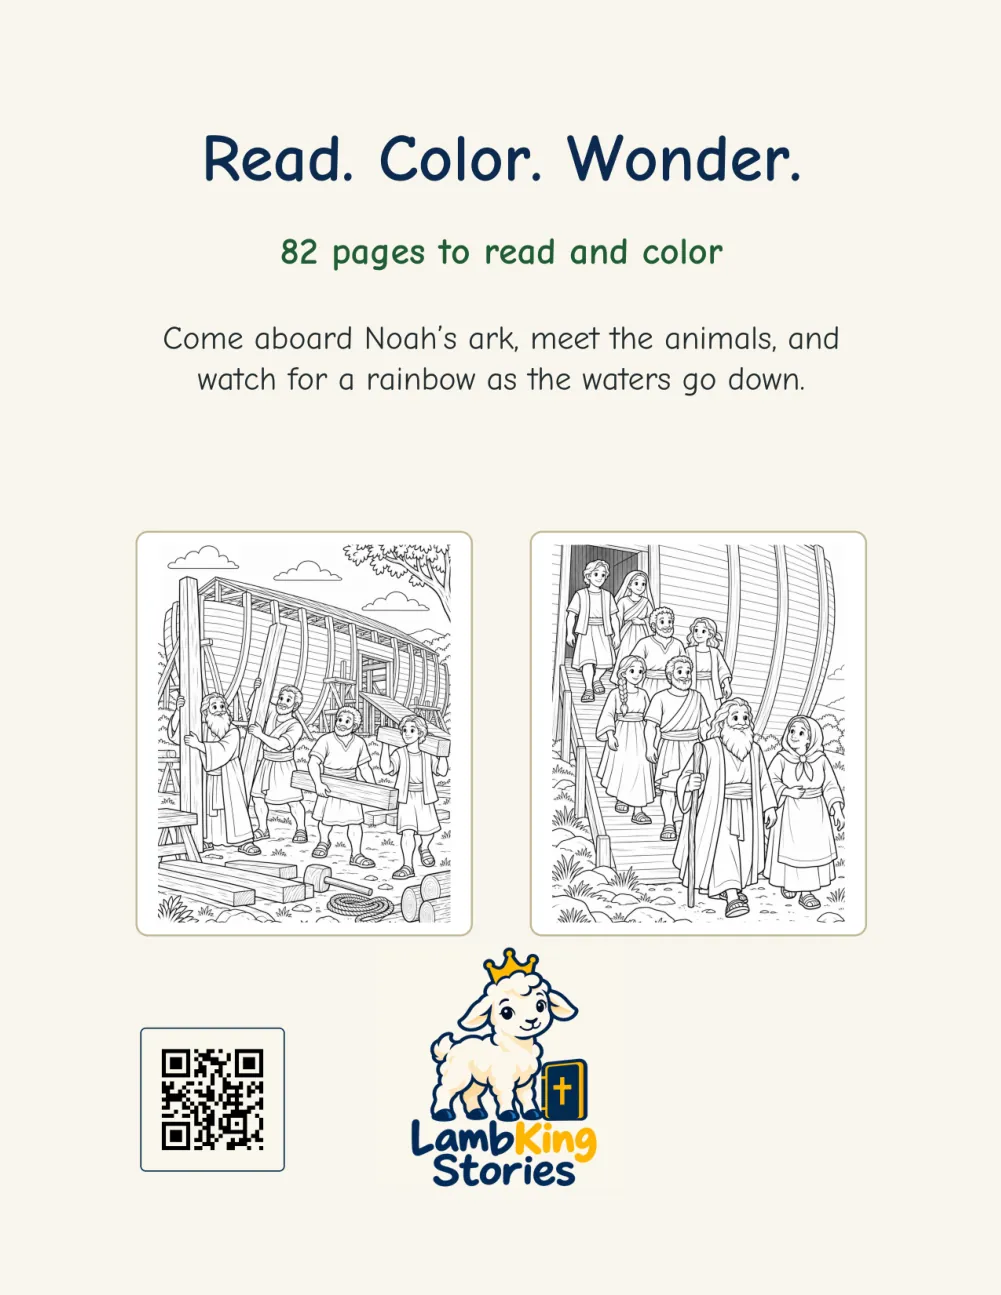 Read. Color. Wonder.
82 pages to read and color
Come aboard Noah's ark, meet the animals, and
watch for a rainbow as the waters go down.
LambKing
Stories